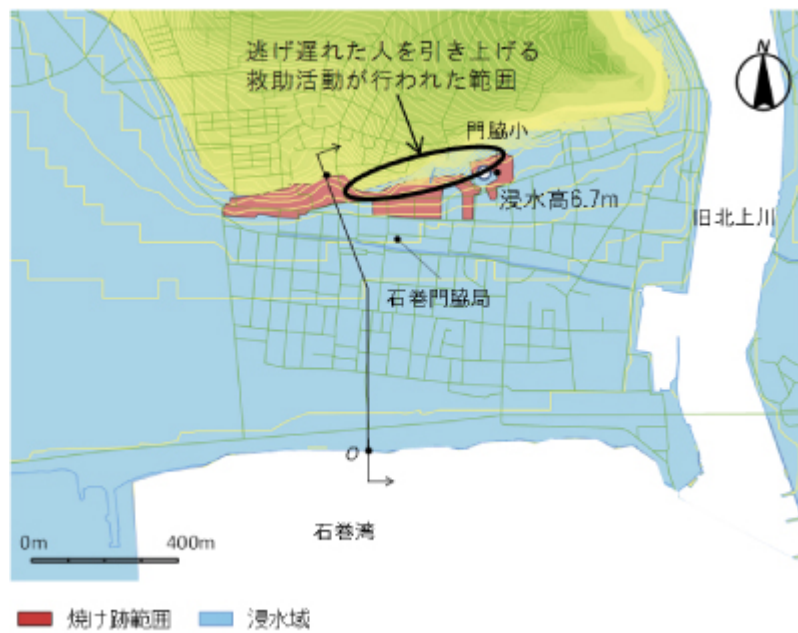 逃げ遅れた人を引き上げる
救助活動が行われた範囲
N
門脇小
浸水高6.7m
旧北上川
石巻門脇局
O
石巻湾
0m 400m
焼け跡範囲 浸水域